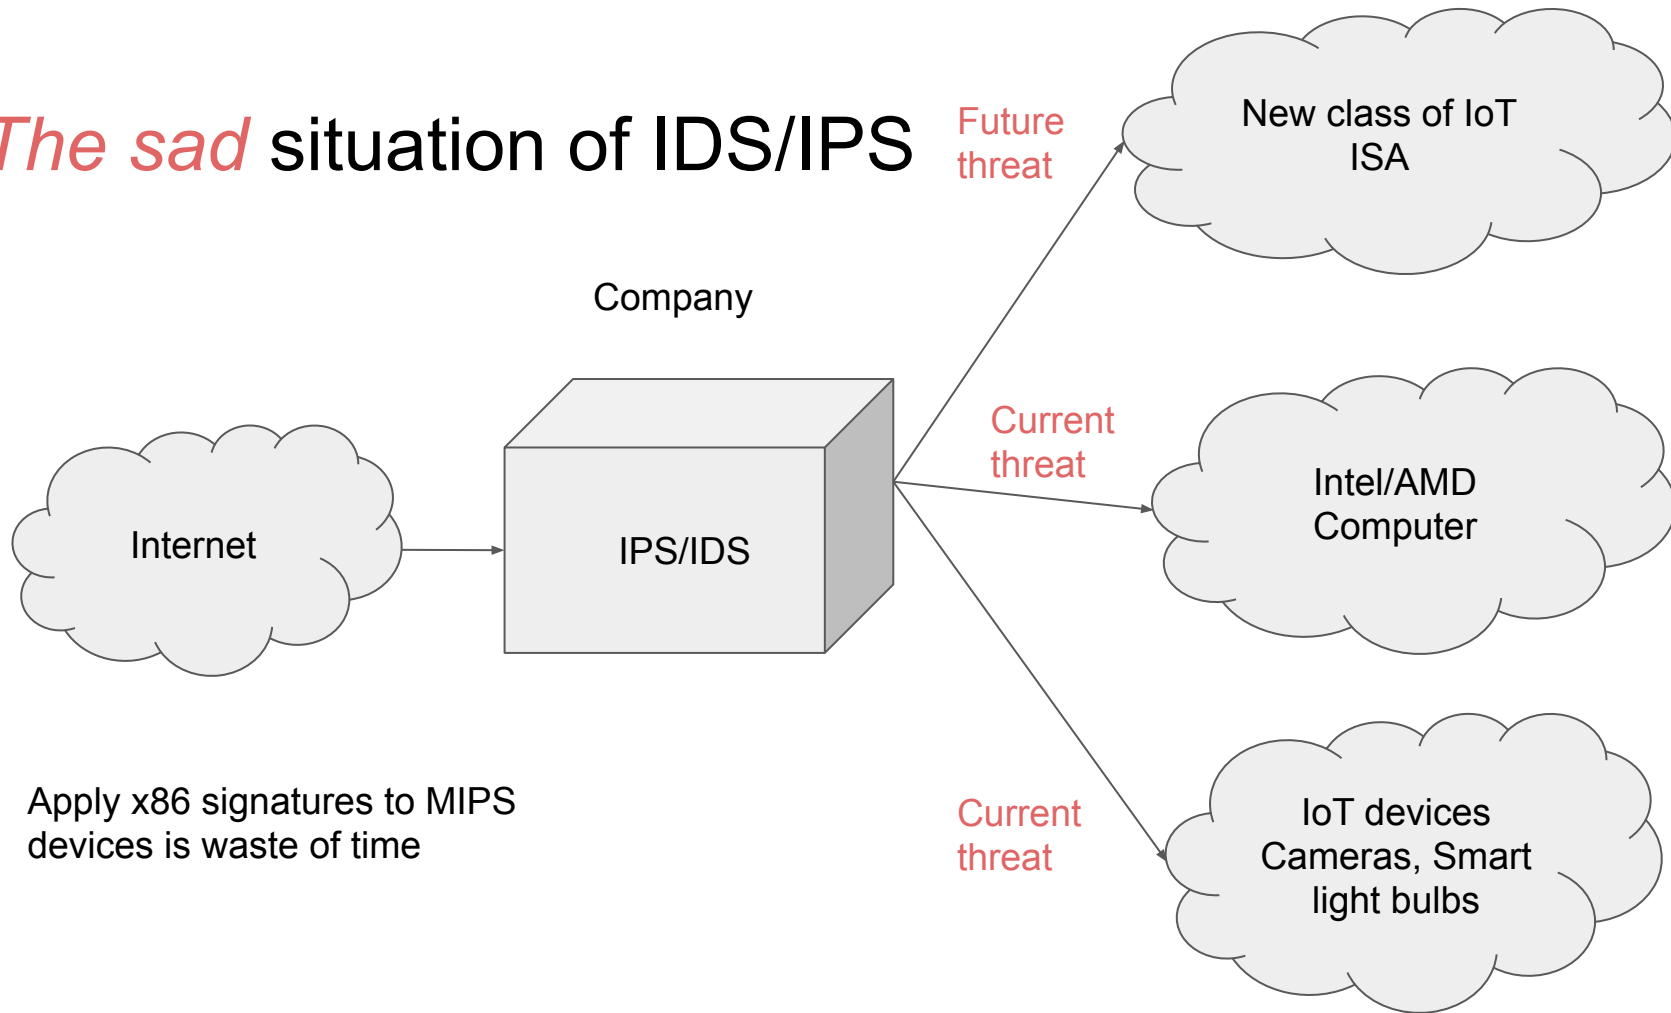 The sad situation of IDS/IPS
Future
threat
New class of IoT
ISA
Company
Current
threat
Intel/AMD
Computer
Internet
IPS/IDS
Apply x86 signatures to MIPS
devices is waste of time
Current
threat
IoT devices
Cameras, Smart
light bulbs